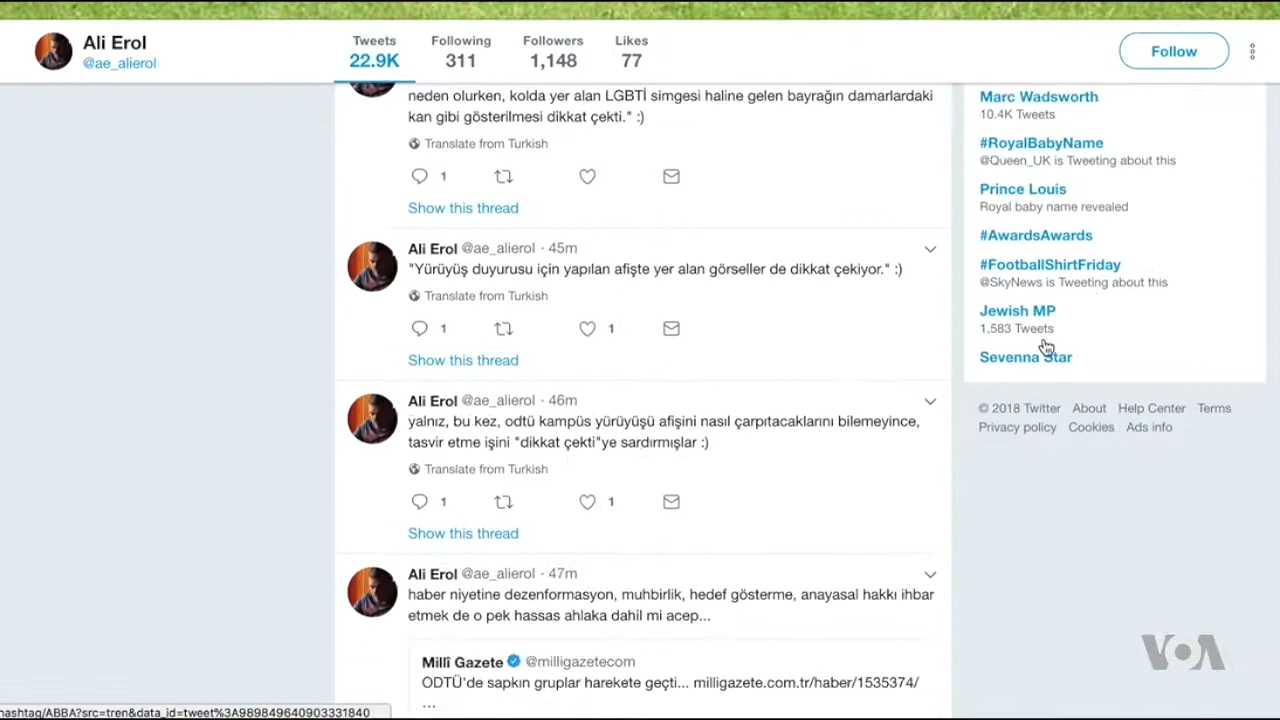 Ali Erol
@ae_alierol
Tweets
22.9K
Following
311
Followers
1,148
Likes
77
Follow
neden olurken, kolda yer alan LGBTİ simgesi haline gelen bayrağın damarlardaki
kan gibi gösterilmesi dikkat çekti." :)
Translate from Turkish
1
Show this thread
Ali Erol @ae_alierol · 45m
"Yürüyüş duyurusu için yapılan afişte yer alan görseller de dikkat çekiyor." :)
Translate from Turkish
1 1
Show this thread
Ali Erol @ae_alierol · 46m
yalnız, bu kez, odtü kampüs yürüyüşü afişini nasıl çarpıtacaklarını bilemeyince,
tasvir etme işini "dikkat çekti"ye sardırmışlar :)
Translate from Turkish
1 1
Show this thread
Ali Erol @ae_alierol · 47m
haber niyetine dezenformasyon, muhbirlik, hedef gösterme, anayasal hakkı ihbar
etmek de o pek hassas ahlaka dahil mi acep...
Millî Gazete @milligazetecom
ODTÜ'de sapkın gruplar harekete geçti... milligazete.com.tr/haber/1535374/
...
Marc Wadsworth
10.4K Tweets
#RoyalBabyName
@Queen_UK is Tweeting about this
Prince Louis
Royal baby name revealed
#AwardsAwards
#FootballShirtFriday
@SkyNews is Tweeting about this
Jewish MP
1,583 Tweets
Sevenna Star
© 2018 Twitter About Help Center Terms
Privacy policy Cookies Ads info
VOA
hashtag/ABBA?src=tren&data_id=tweet%3A989849640903331840